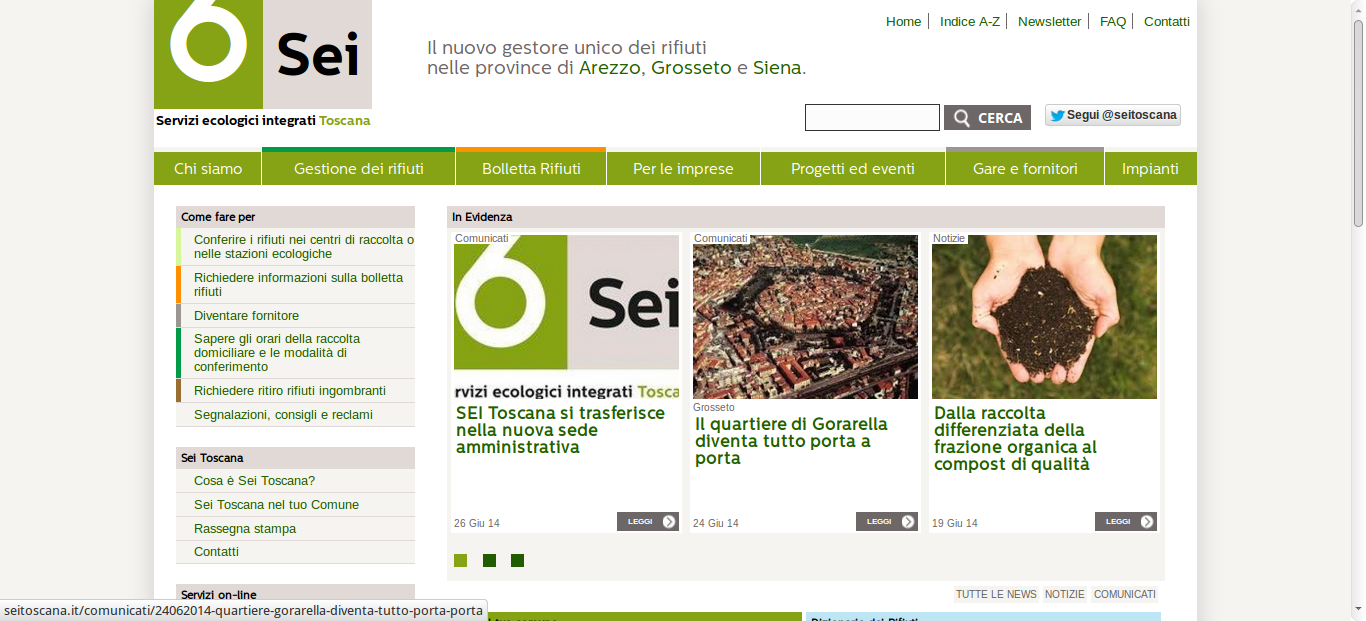 6 Sei
Servizi ecologici integrati Toscana
Il nuovo gestore unico dei rifiuti
nelle province di Arezzo, Grosseto e Siena.
Home
Indice A-Z
Newsletter
FAQ
Contatti
CERCA
Segui @seitoscana
Chi siamo
Gestione dei rifiuti
Bolletta Rifiuti
Per le imprese
Progetti ed eventi
Gare e fornitori
Impianti
Come fare per
Conferire i rifiuti nei centri di raccolta o
nelle stazioni ecologiche
Richiedere informazioni sulla bolletta
rifiuti
Diventare fornitore
Sapere gli orari della raccolta
domiciliare e le modalità di
conferimento
Richiedere ritiro rifiuti ingombranti
Segnalazioni, consigli e reclami
Sei Toscana
Cosa è Sei Toscana?
Sei Toscana nel tuo Comune
Rassegna stampa
Contatti
Servizi on-line
In Evidenza
Comunicati
6 Sei
rvizi ecologici integrati Tosca
SEI Toscana si trasferisce
nella nuova sede
amministrativa
26 Giu 14
LEGGI
Comunicati
Grosseto
Il quartiere di Gorarella
diventa tutto porta a
porta
24 Giu 14
LEGGI
Notizie
Dalla raccolta
differenziata della
frazione organica al
compost di qualità
19 Giu 14
LEGGI
TUTTE LE NEWS
NOTIZIE
COMUNICATI
tuo comune
Dizionario dei Rifiuti
seitoscana.it/comunicati/24062014-quartiere-gorarella-diventa-tutto-porta-porta